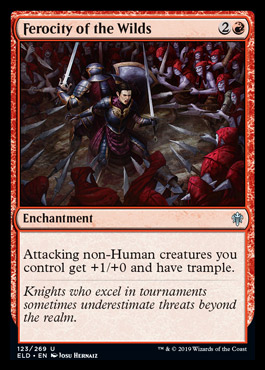 Ferocity of the Wilds 2
Enchantment
Attacking non-Human creatures you
control get +1/+0 and have trample.
Knights who excel in tournaments
sometimes underestimate threats beyond
the realm.
123/269 U
ELD • EN Josu Hernaiz
™ & © 2019 Wizards of the Coast